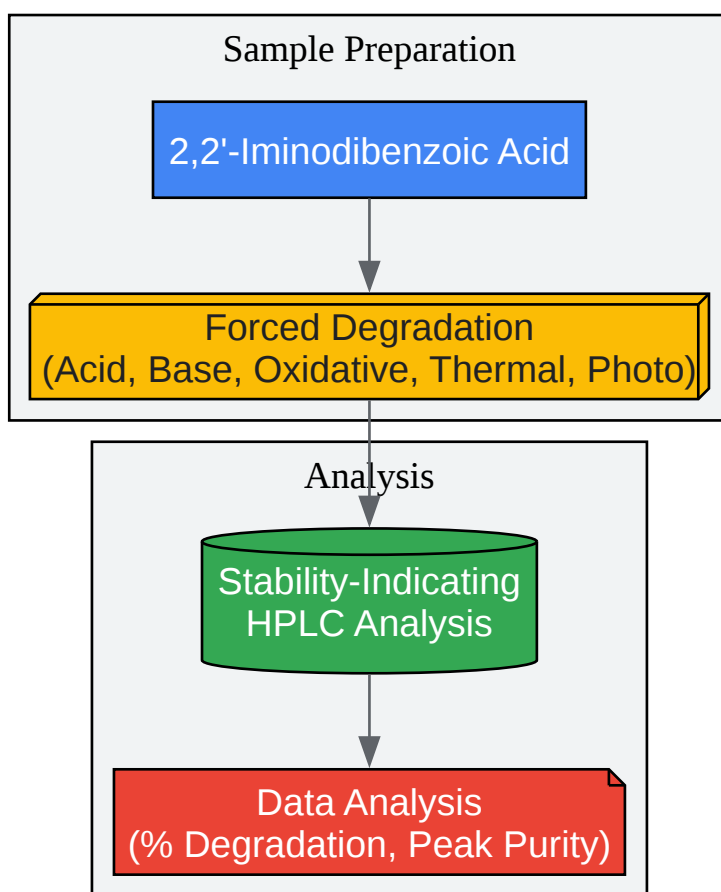 Sample Preparation
2,2'-Iminodibenzoic Acid
Forced Degradation
(Acid, Base, Oxidative, Thermal, Photo)
Analysis
Stability-Indicating
HPLC Analysis
Data Analysis
(% Degradation, Peak Purity)